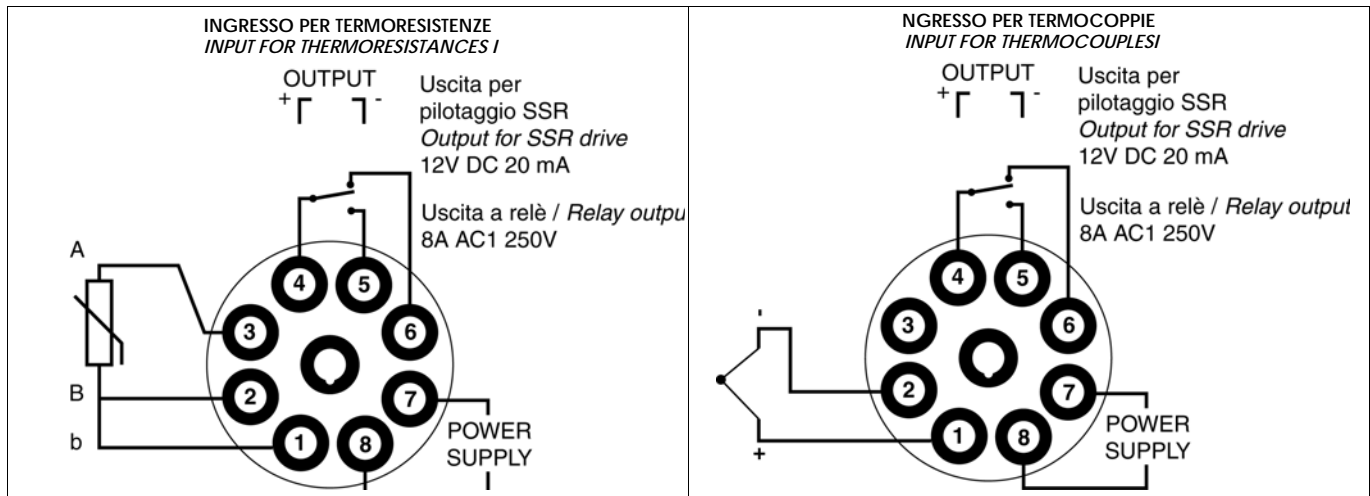 INGRESSO PER TERMORESISTENZE
INPUT FOR THERMORESISTANCES I
OUTPUT
+ -
Uscita per
pilotaggio SSR
Output for SSR drive
12V DC 20 mA
Uscita a relè / Relay outpu
8A AC1 250V
A
B
b
4
5
3
6
2
7
1
8
POWER
SUPPLY
NGRESSO PER TERMOCOPPIE
INPUT FOR THERMOCOUPLESI
OUTPUT
+ -
Uscita per
pilotaggio SSR
Output for SSR drive
12V DC 20 mA
Uscita a relè / Relay output
8A AC1 250V
4
5
3
6
-
2
7
1
8
+
POWER
SUPPLY